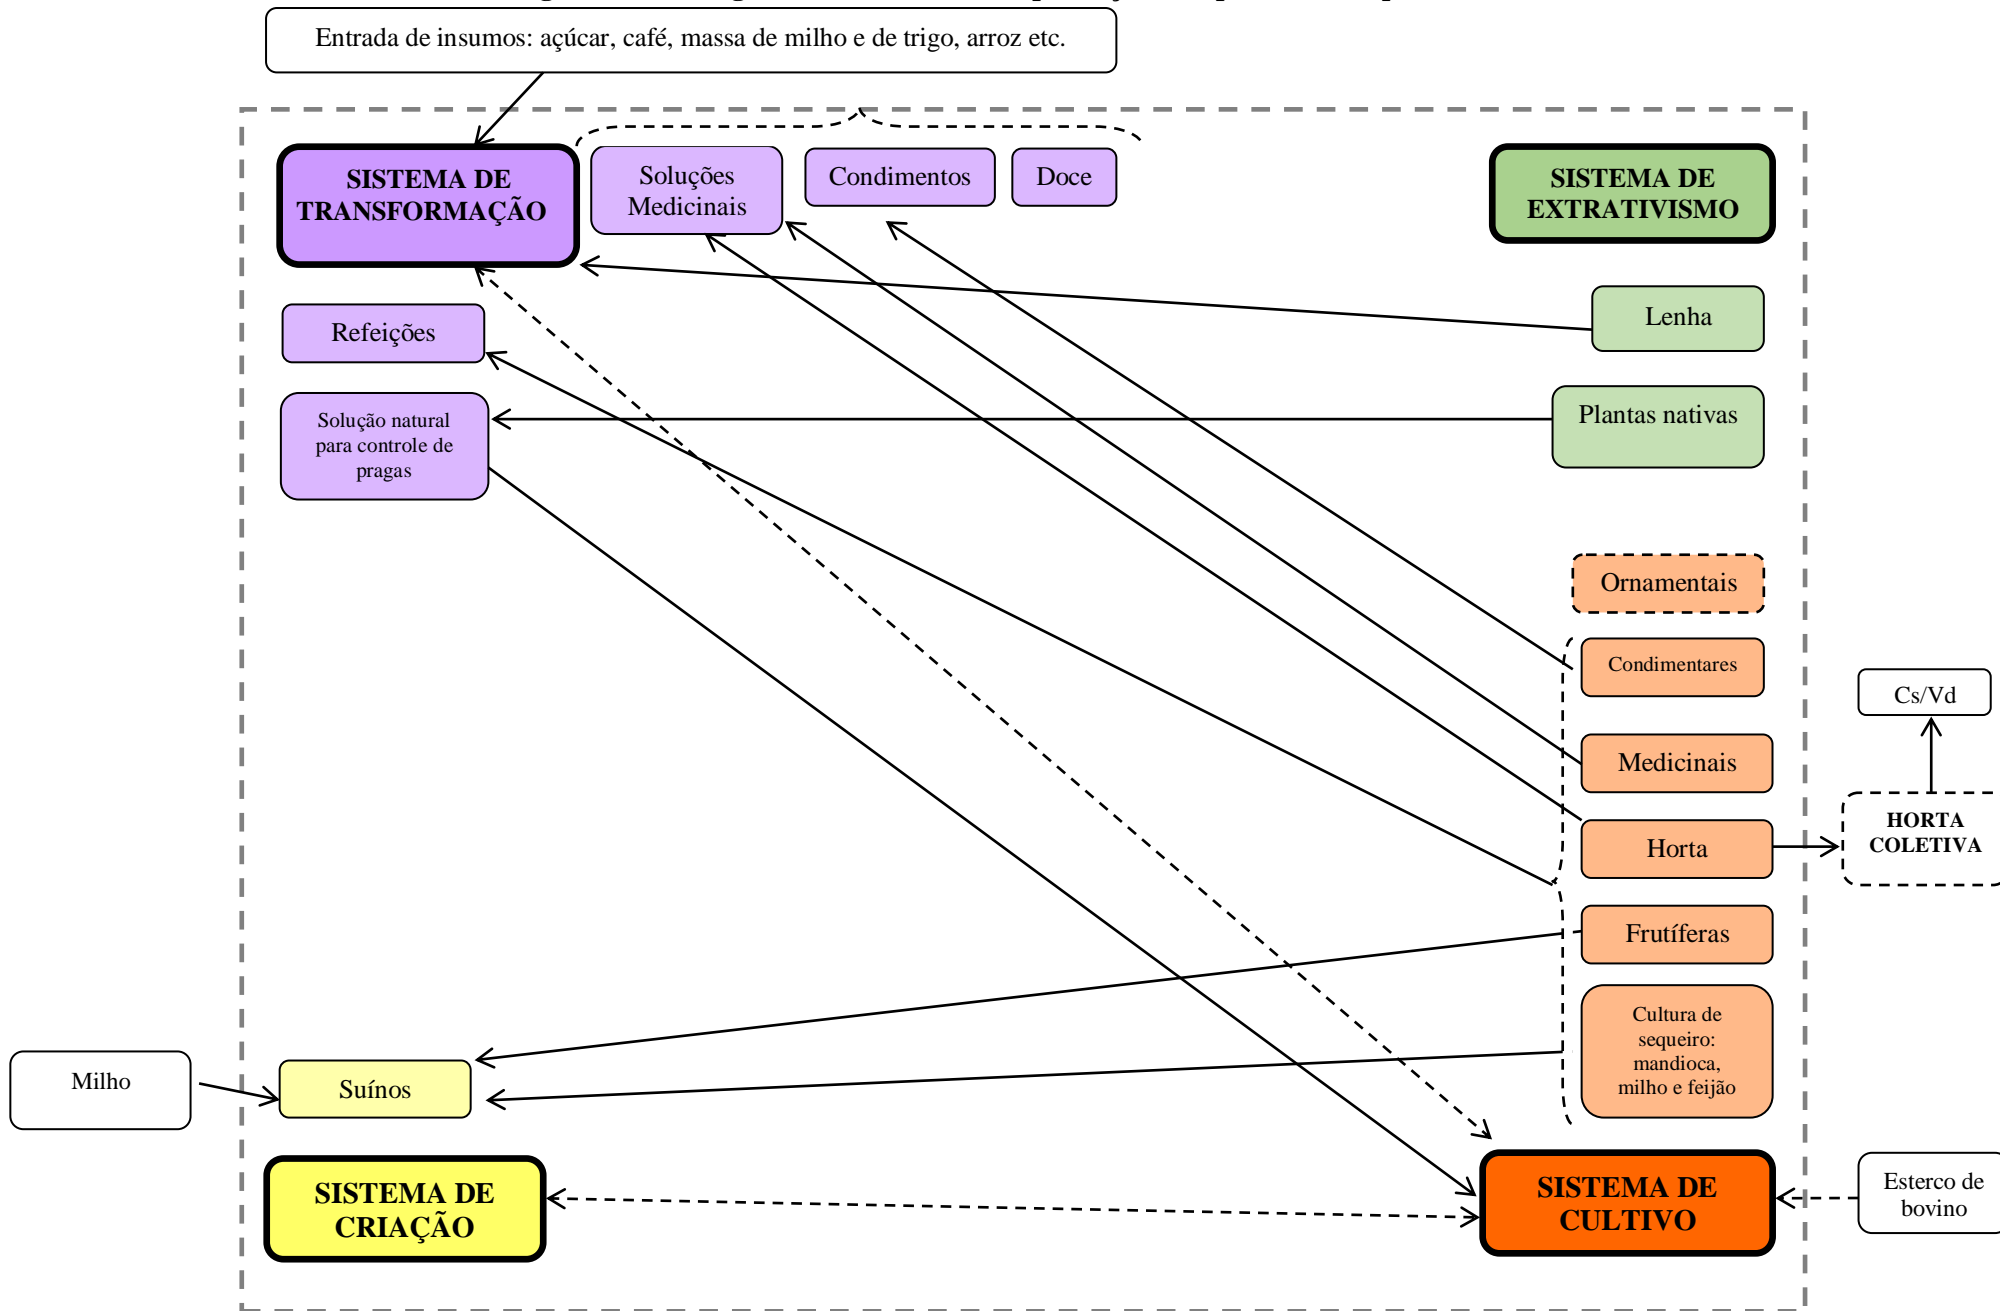 Entrada de insumos: açúcar, café, massa de milho e de trigo, arroz etc.
SISTEMA DE
TRANSFORMAÇÃO
Soluções
Medicinais
Condimentos
Doce
SISTEMA DE
EXTRATIVISMO
Refeições
Lenha
Solução natural
para controle de
pragas
Plantas nativas
Ornamentais
Condimentares
Cs/Vd
Medicinais
HORTA
COLETIVA
Horta
Frutíferas
Cultura de
sequeiro:
mandioca,
milho e feijão
Milho
Suínos
SISTEMA DE
CRIAÇÃO
SISTEMA DE
CULTIVO
Esterco de
bovino